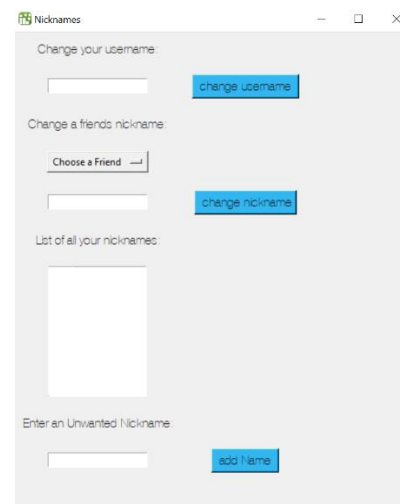 Nicknames
Change your username:
change username
Change a friends nickname:
Choose a Friend
change nickname
List of all your nicknames:
Enter an Unwanted Nickname:
add Name